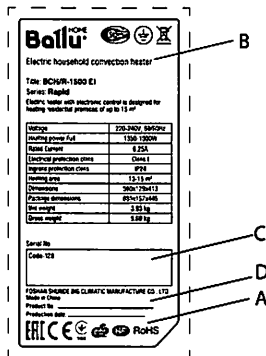 Ballu HOME
B
Electric household convection heater
Title: BCH/R-1500 EI
Series: Rapid
Electric heater with electronic control is designed for
heating residential premises of up to 15 m²
Voltage 220-240V, 50/60Hz
Heating power Full 1350-1500W
Rated Current 6.25A
Electrical protection class Class I
Ingress protection class IP24
Heating area 13-15 m²
Dimensions
Package dimensions
Net weight
Gross weight
Serial No
Code-128
C
FOSHAN SHUNDE BIG CLIMATIC MANUFACTURE CO., LTD
Made in China
D
Product No
Production date
A
EAC CE RoHS